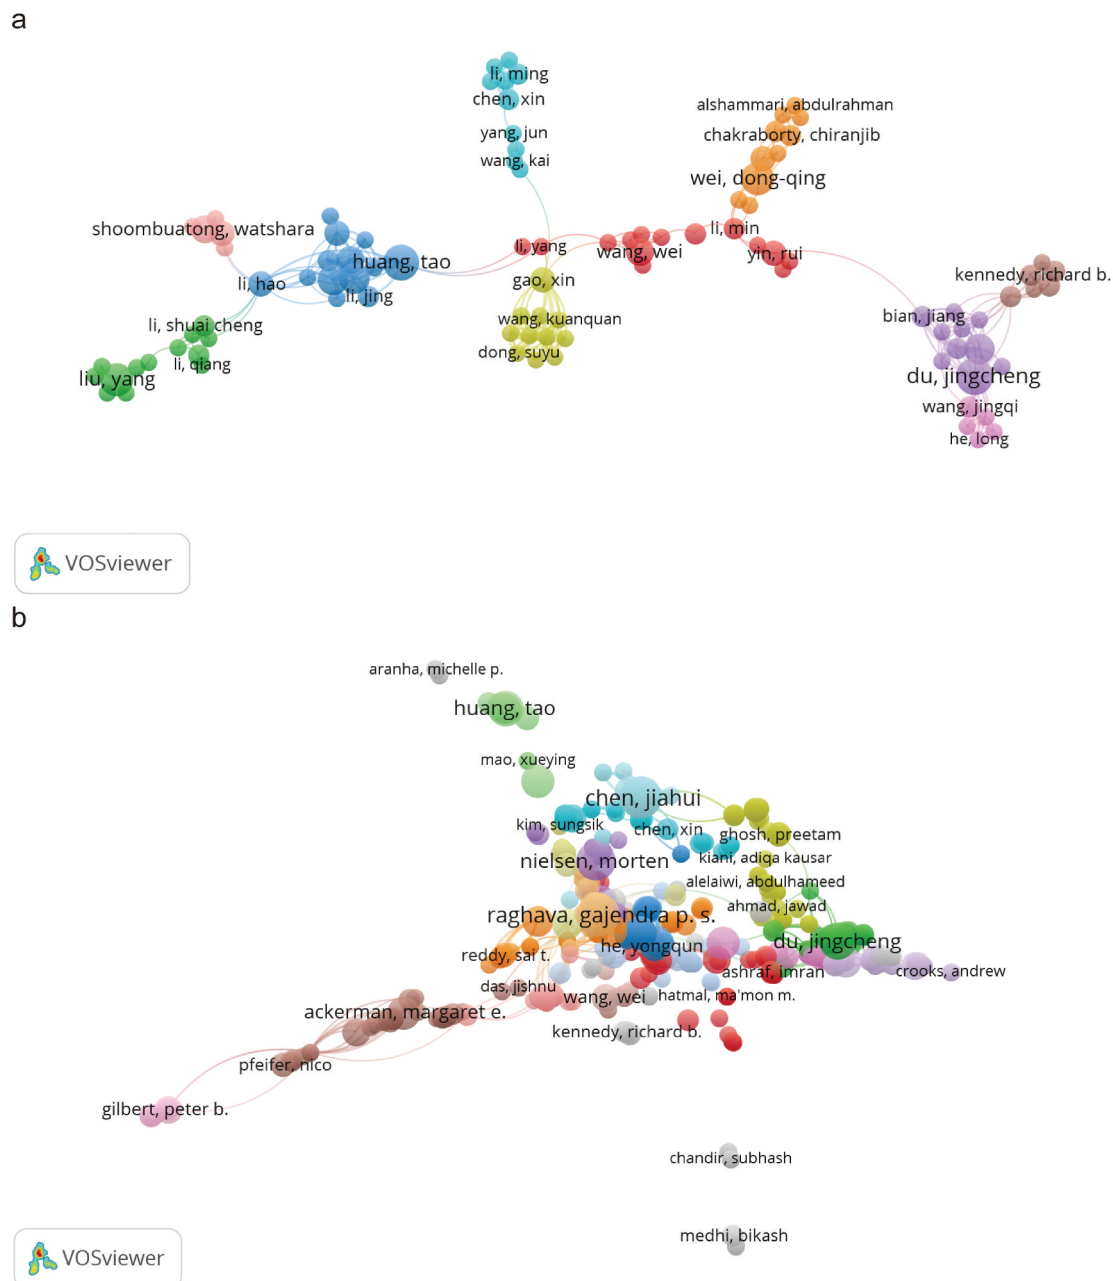 a
li, ming
chen, xin
yang, jun
wang, kai
alshammari, abdulrahman
chakraborty, chiranjib
wei, dong-qing
shoombuatong, watshara
huang, tao
li, hao
li, jing
li, yang
wang, wei
li, min
yin, rui
gao, xin
kennedy, richard b.
bian, jiang
li, shuai cheng
li, qiang
liu, yang
wang, kuanquan
dong, suyu
du, jingcheng
wang, jingqi
he, long
VOSviewer
b
aranha, michelle p.
huang, tao
mao, xueying
chen, jiahui
kim, sungsik
chen, xin
ghosh, preetam
nielsen, morten
kiani, adiqa kausar
alelaiwi, abdulhameed
ahmad, jawad
raghava, gajendra p. s.
he, yongqun
du, jingcheng
reddy, sai t.
ashraf, imran
crooks, andrew
das, jishnu
wang, wei
hatmal, ma'mon m.
ackerman, margaret e.
kennedy, richard b.
pfeifer, nico
gilbert, peter b.
chandir, subhash
medhi, bikash
VOSviewer